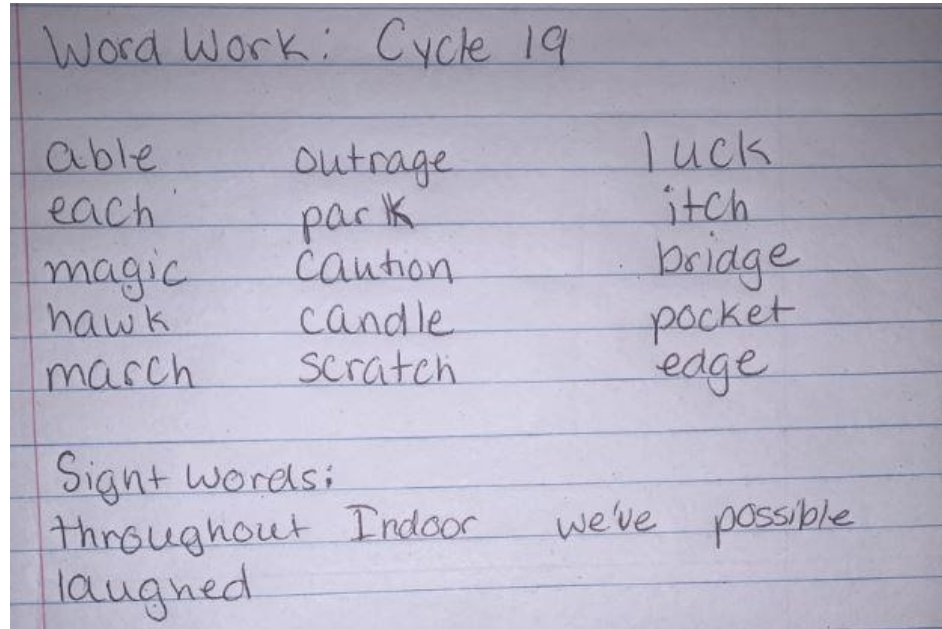 Word Work: Cycle 19
able outrage luck
each park itch
magic caution bridge
hawk candle pocket
march scratch edge
Sight Words:
throughout Indoor we've possible
laughed